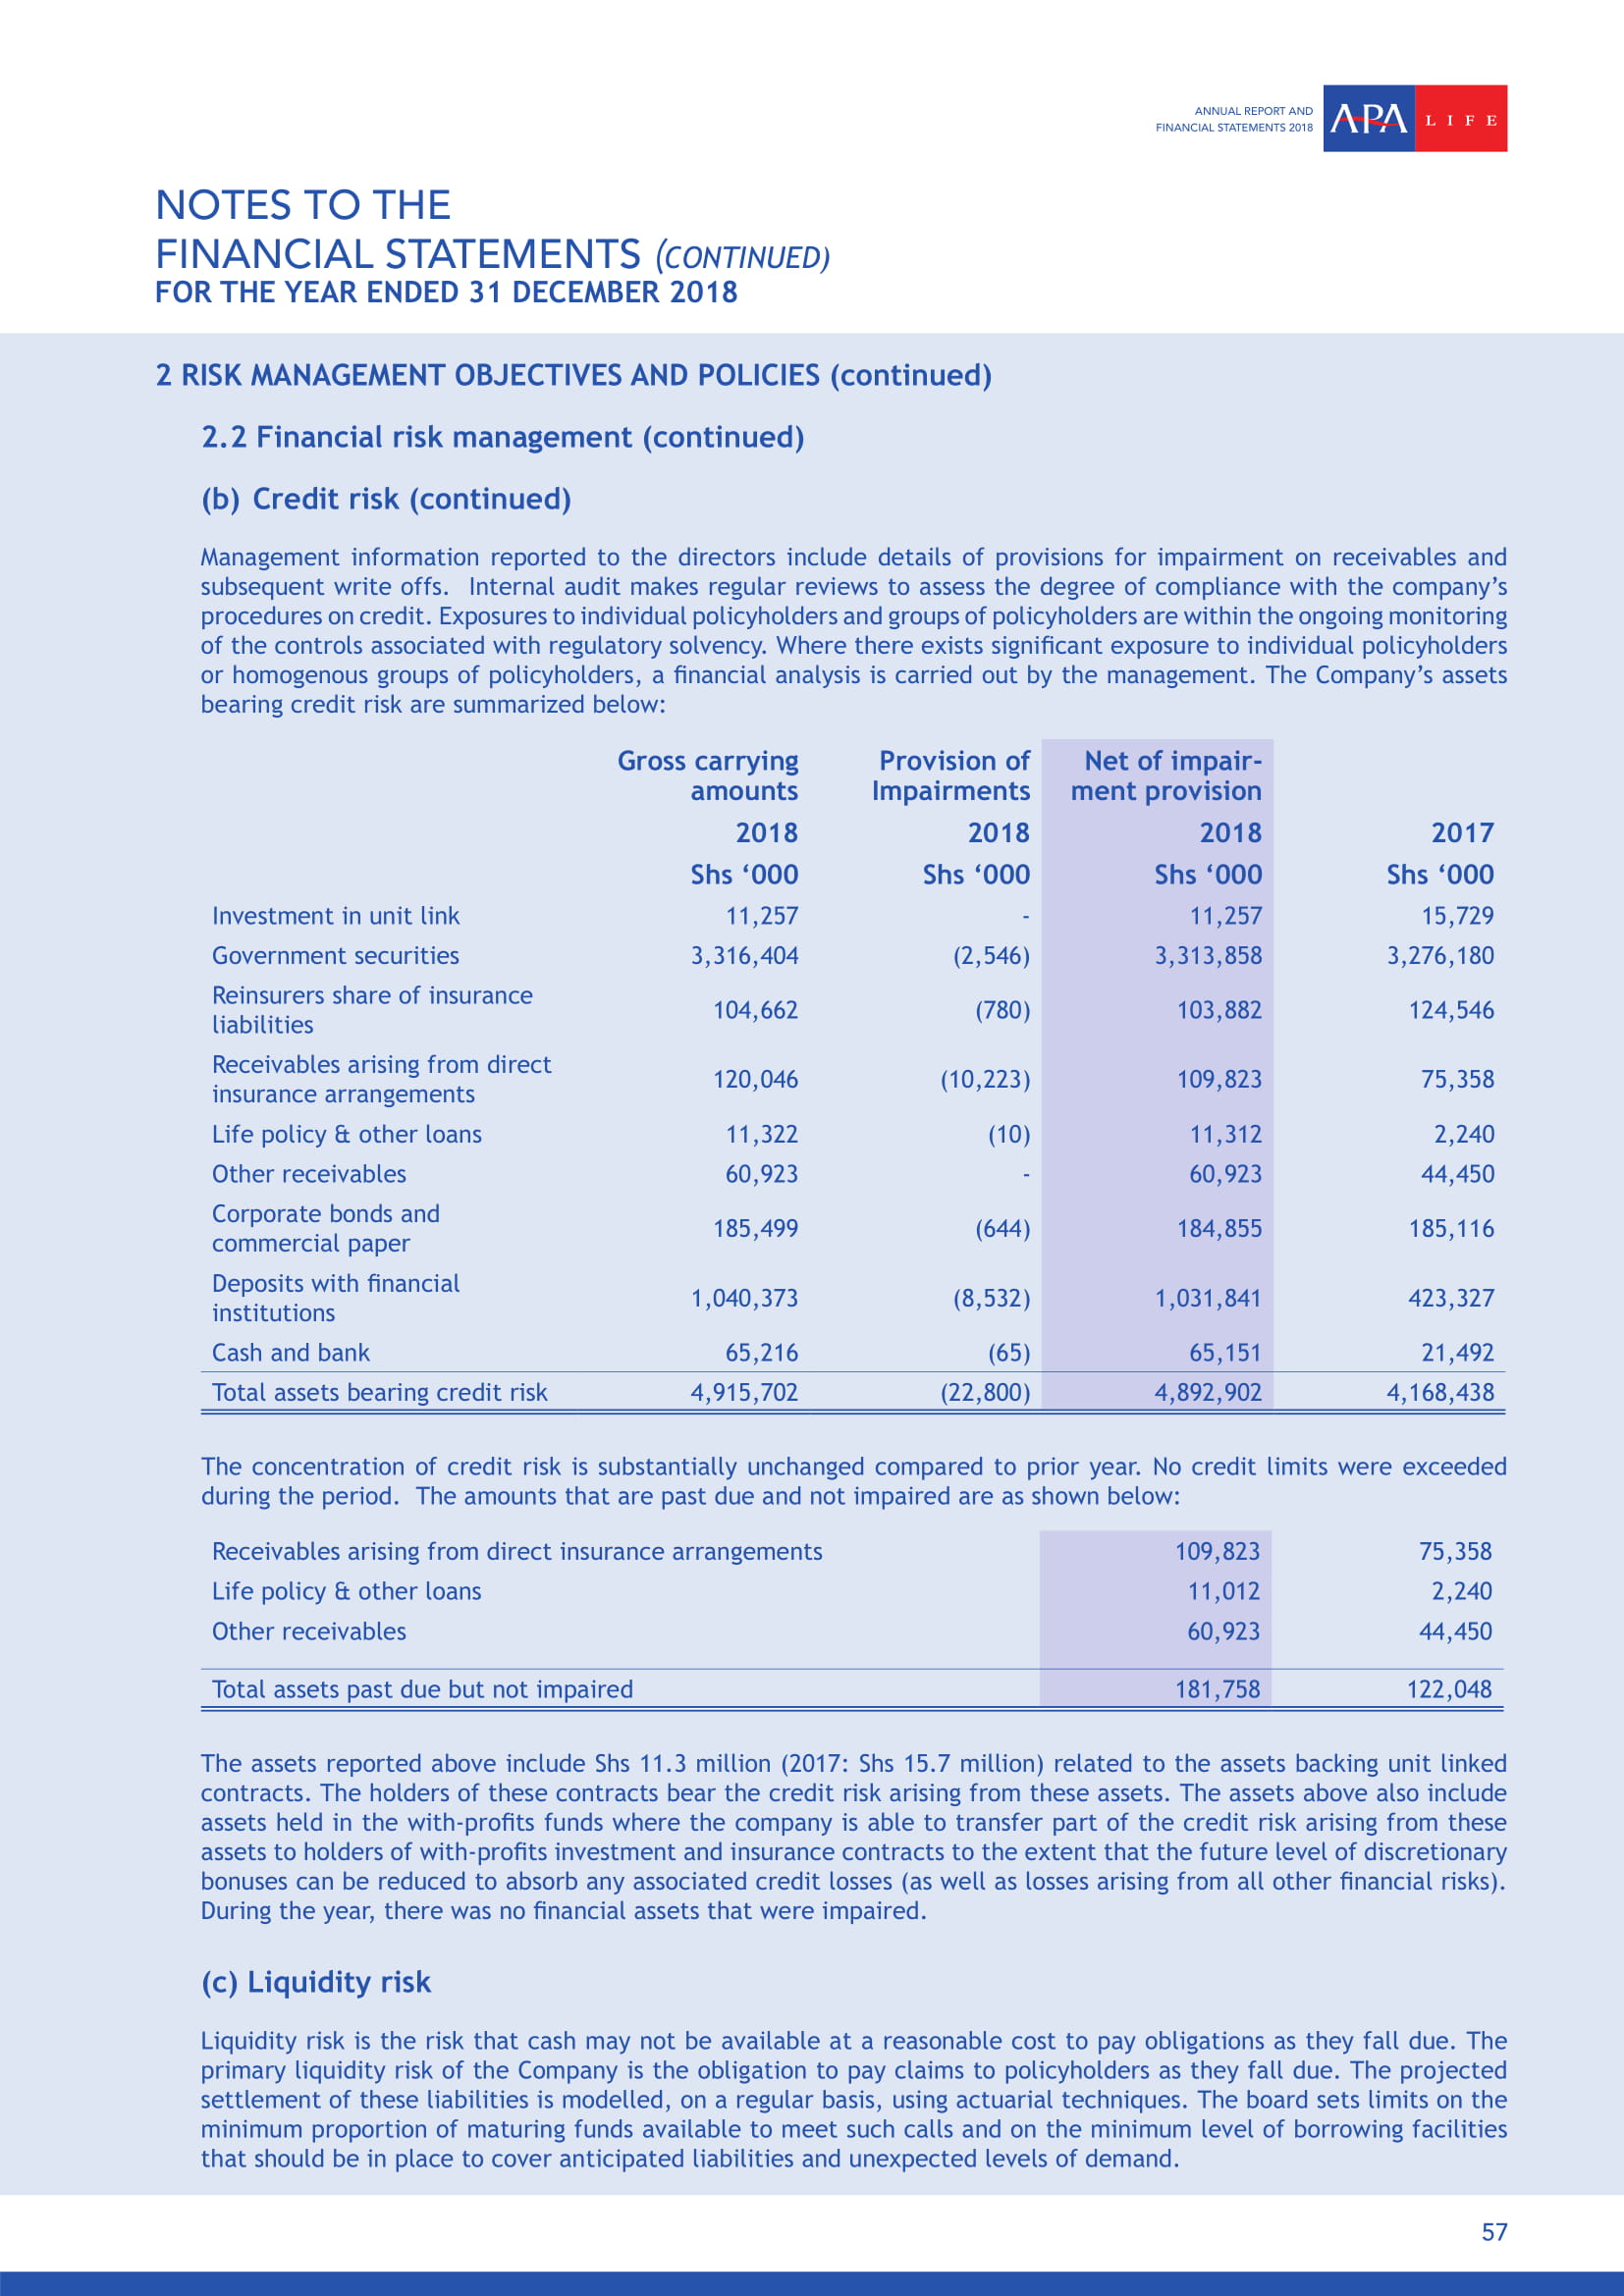 ANNUAL REPORT AND
FINANCIAL STATEMENTS 2018
APA LIFE
NOTES TO THE
FINANCIAL STATEMENTS (CONTINUED)
FOR THE YEAR ENDED 31 DECEMBER 2018
2 RISK MANAGEMENT OBJECTIVES AND POLICIES (continued)
2.2 Financial risk management (continued)
(b) Credit risk (continued)
Management information reported to the directors include details of provisions for impairment on receivables and
subsequent write offs. Internal audit makes regular reviews to assess the degree of compliance with the company’s
procedures on credit. Exposures to individual policyholders and groups of policyholders are within the ongoing monitoring
of the controls associated with regulatory solvency. Where there exists significant exposure to individual policyholders
or homogenous groups of policyholders, a financial analysis is carried out by the management. The Company’s assets
bearing credit risk are summarized below:
Gross carrying Provision of Net of impair-
amounts Impairments ment provision
2018 2018 2018 2017
Shs ‘000 Shs ‘000 Shs ‘000 Shs ‘000
Investment in unit link 11,257 - 11,257 15,729
Government securities 3,316,404 (2,546) 3,313,858 3,276,180
Reinsurers share of insurance
liabilities 104,662 (780) 103,882 124,546
Receivables arising from direct
insurance arrangements 120,046 (10,223) 109,823 75,358
Life policy & other loans 11,322 (10) 11,312 2,240
Other receivables 60,923 - 60,923 44,450
Corporate bonds and
commercial paper 185,499 (644) 184,855 185,116
Deposits with financial
institutions 1,040,373 (8,532) 1,031,841 423,327
Cash and bank 65,216 (65) 65,151 21,492
Total assets bearing credit risk 4,915,702 (22,800) 4,892,902 4,168,438
The concentration of credit risk is substantially unchanged compared to prior year. No credit limits were exceeded
during the period. The amounts that are past due and not impaired are as shown below:
Receivables arising from direct insurance arrangements 109,823 75,358
Life policy & other loans 11,012 2,240
Other receivables 60,923 44,450
Total assets past due but not impaired 181,758 122,048
The assets reported above include Shs 11.3 million (2017: Shs 15.7 million) related to the assets backing unit linked
contracts. The holders of these contracts bear the credit risk arising from these assets. The assets above also include
assets held in the with-profits funds where the company is able to transfer part of the credit risk arising from these
assets to holders of with-profits investment and insurance contracts to the extent that the future level of discretionary
bonuses can be reduced to absorb any associated credit losses (as well as losses arising from all other financial risks).
During the year, there was no financial assets that were impaired.
(c) Liquidity risk
Liquidity risk is the risk that cash may not be available at a reasonable cost to pay obligations as they fall due. The
primary liquidity risk of the Company is the obligation to pay claims to policyholders as they fall due. The projected
settlement of these liabilities is modelled, on a regular basis, using actuarial techniques. The board sets limits on the
minimum proportion of maturing funds available to meet such calls and on the minimum level of borrowing facilities
that should be in place to cover anticipated liabilities and unexpected levels of demand.
57